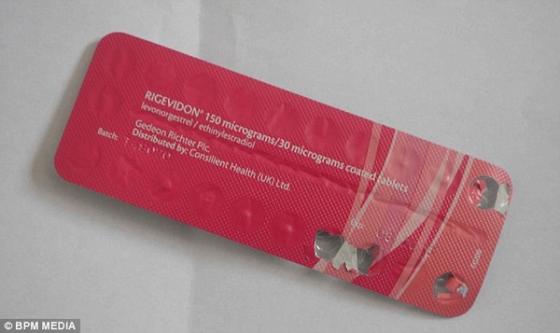 RIGEVIDON® 150 micrograms/30 micrograms coated tablets
levonorgestrel / ethinylestradiol
Gedeon Richter Plc
Distributed by: Consilient Health (UK) Ltd.
Batch:
Exp
© BPM MEDIA